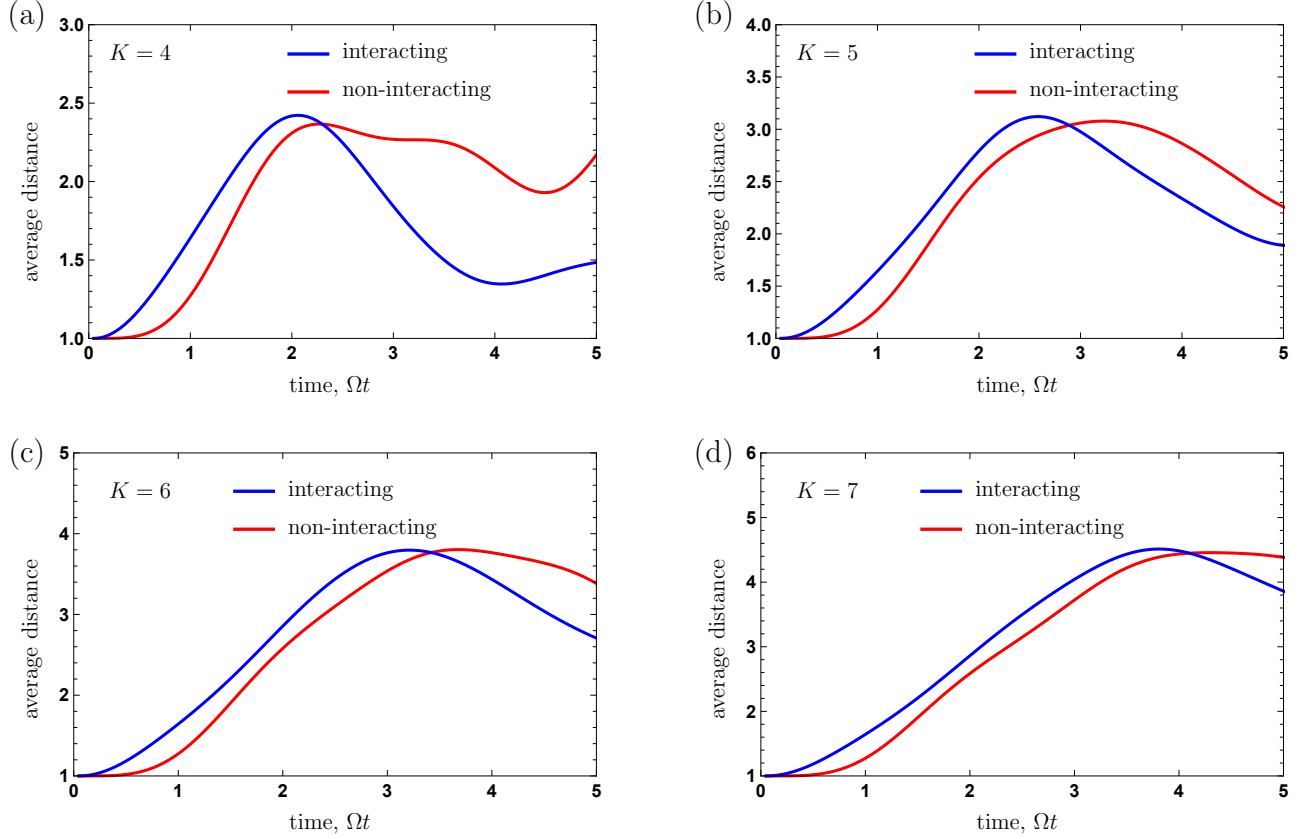 (a)
K = 4
interacting
non-interacting
3.0
2.5
2.0
1.5
1.0
average distance
0 1 2 3 4 5
time, Ωt
(b)
K = 5
interacting
non-interacting
4.0
3.5
3.0
2.5
2.0
1.5
1.0
average distance
0 1 2 3 4 5
time, Ωt
(c)
K = 6
interacting
non-interacting
5
4
3
2
1
average distance
0 1 2 3 4 5
time, Ωt
(d)
K = 7
interacting
non-interacting
6
5
4
3
2
1
average distance
0 1 2 3 4 5
time, Ωt